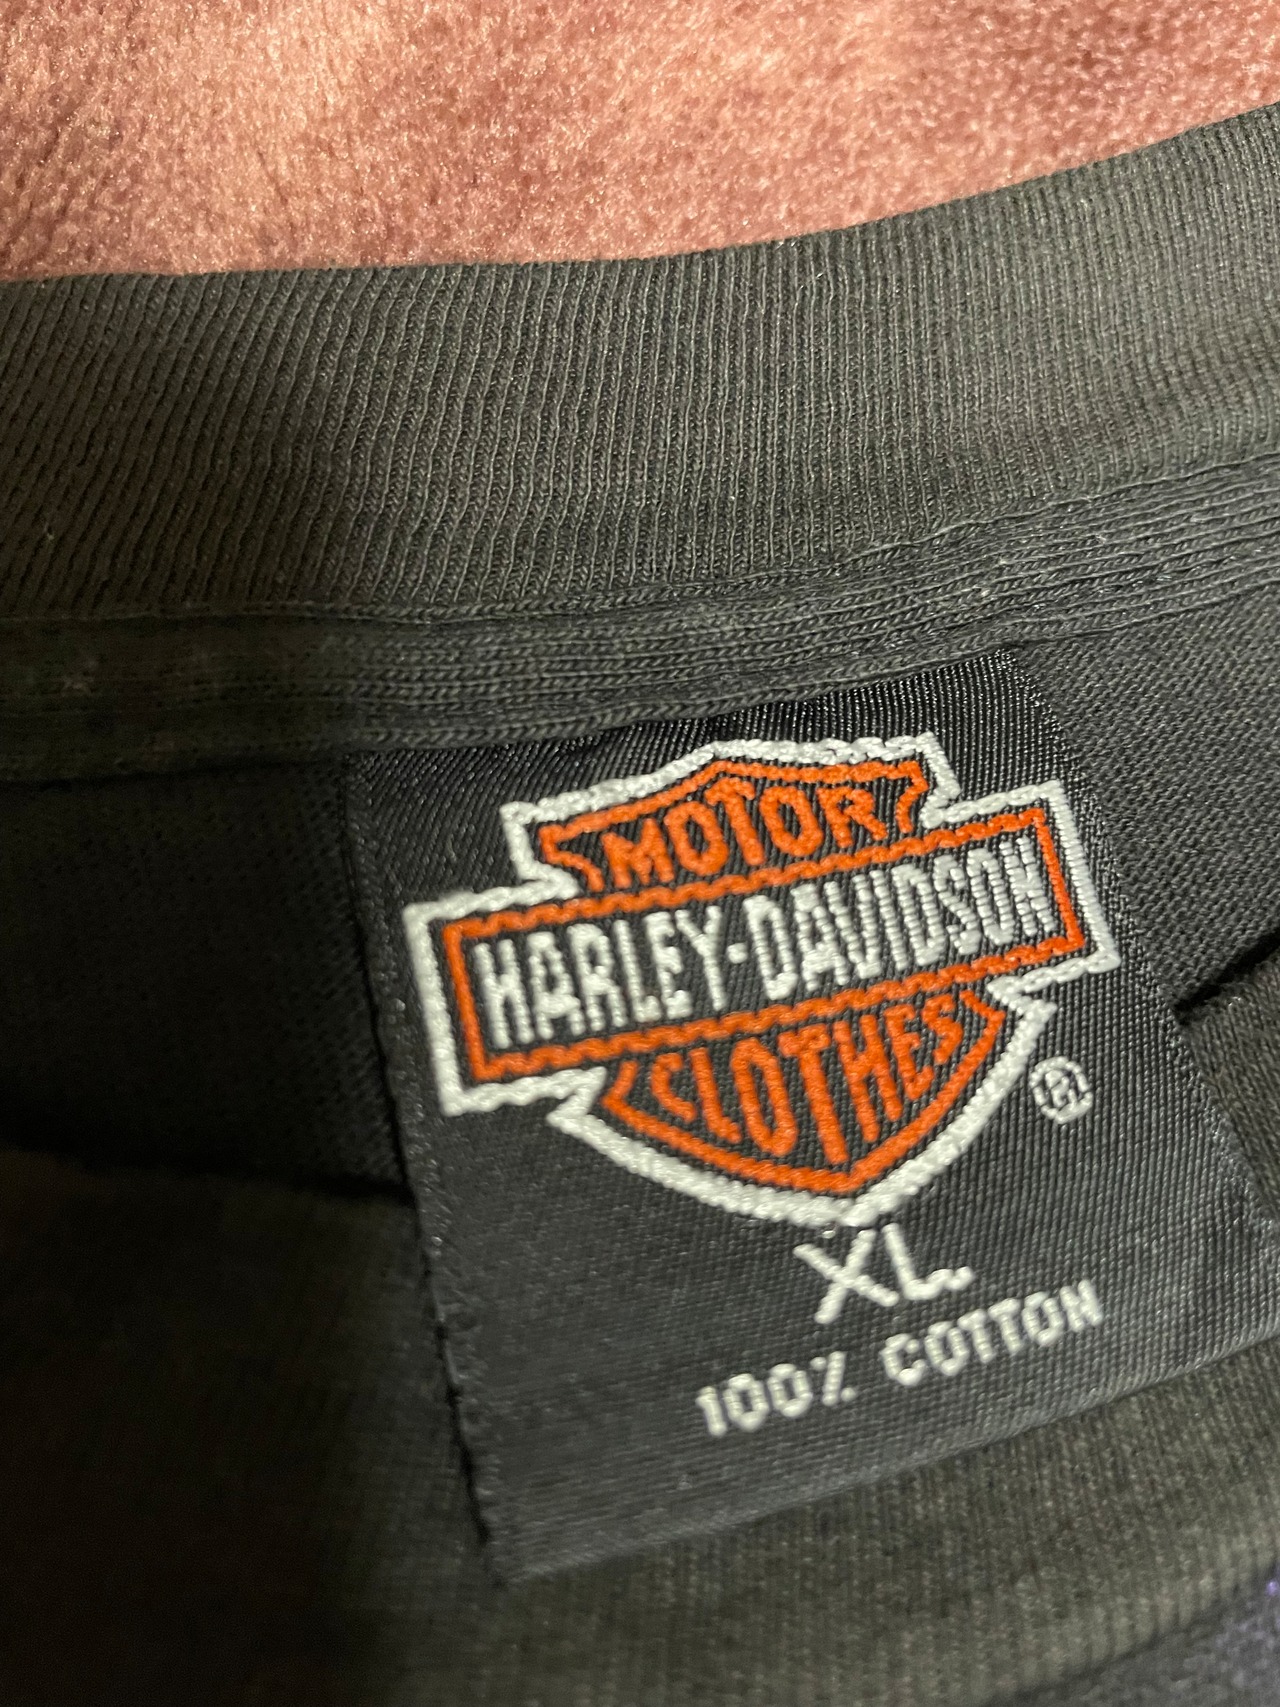 MOTOR
HARLEY-DAVIDSON
CLOTHES
®
XL
100% COTTON